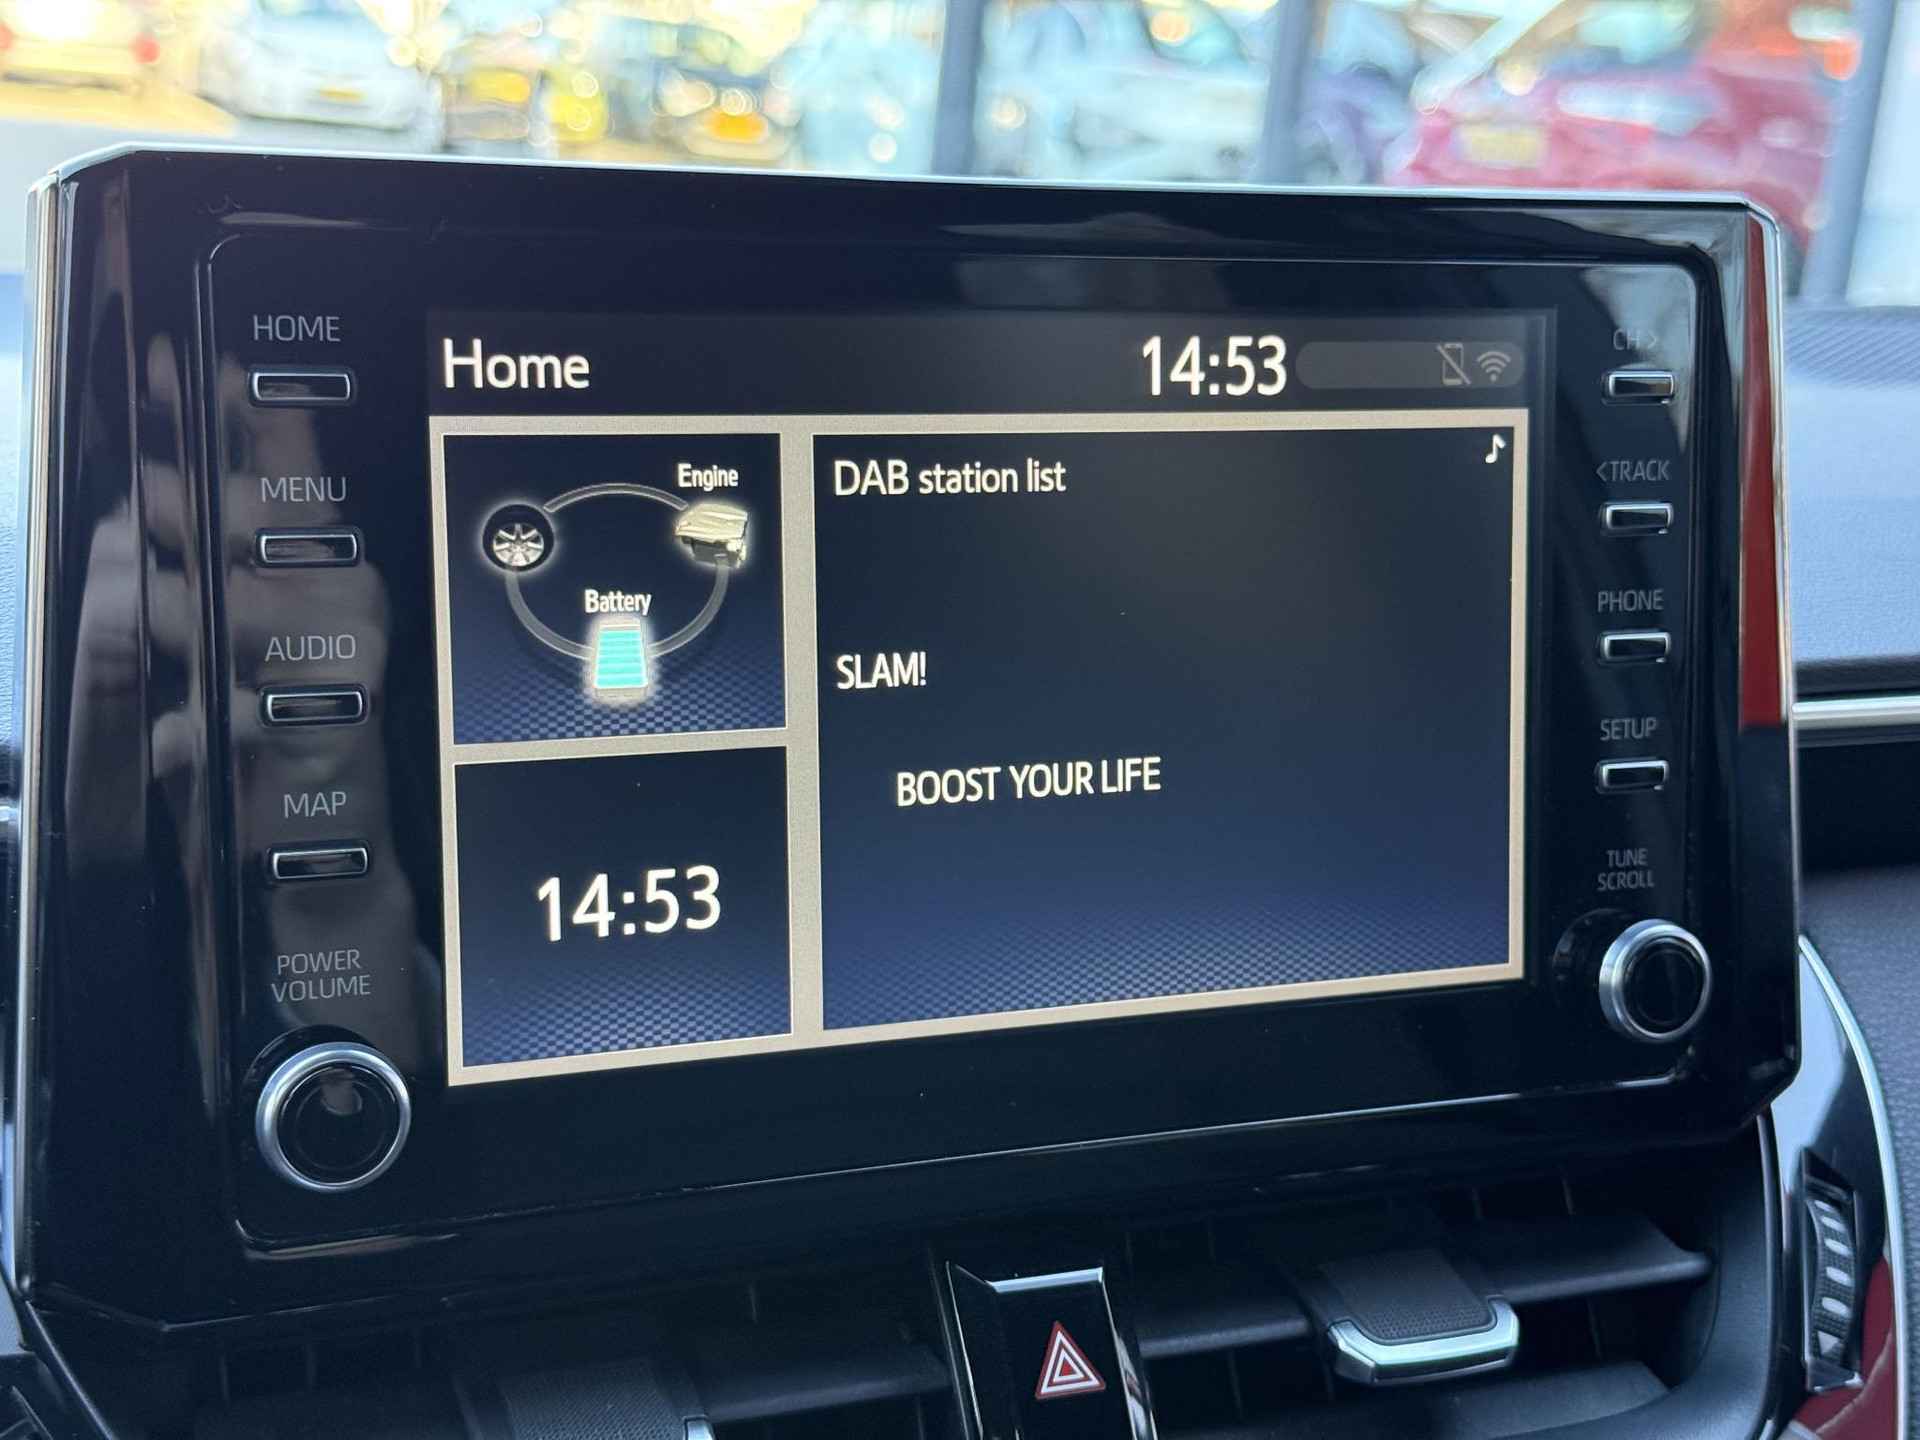 HOME
MENU
AUDIO
MAP
POWER
VOLUME
Home
14:53
Engine
Battery
14:53
DAB station list
SLAM!
BOOST YOUR LIFE
CH >
<TRACK
PHONE
SETUP
TUNE
SCROLL